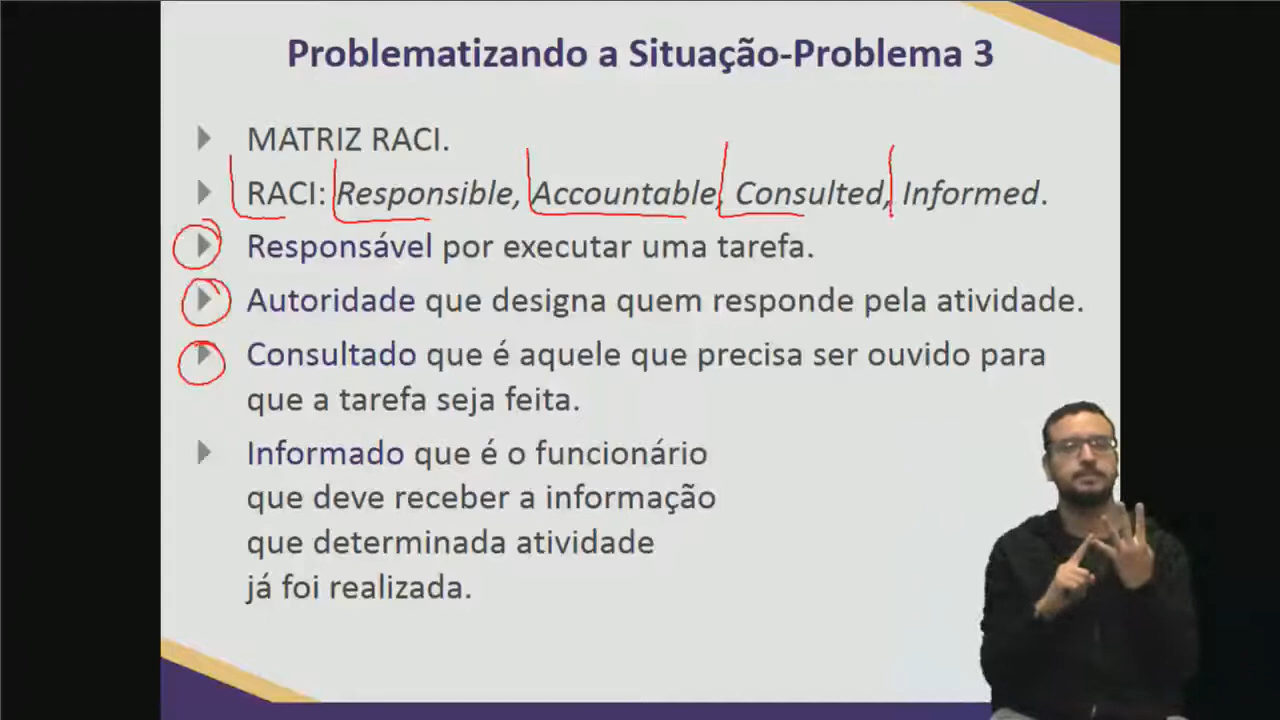 Problematizando a Situação-Problema 3
MATRIZ RACI.
RACI: Responsible, Accountable, Consulted, Informed.
Responsável por executar uma tarefa.
Autoridade que designa quem responde pela atividade.
Consultado que é aquele que precisa ser ouvido para
que a tarefa seja feita.
Informado que é o funcionário
que deve receber a informação
que determinada atividade
já foi realizada.